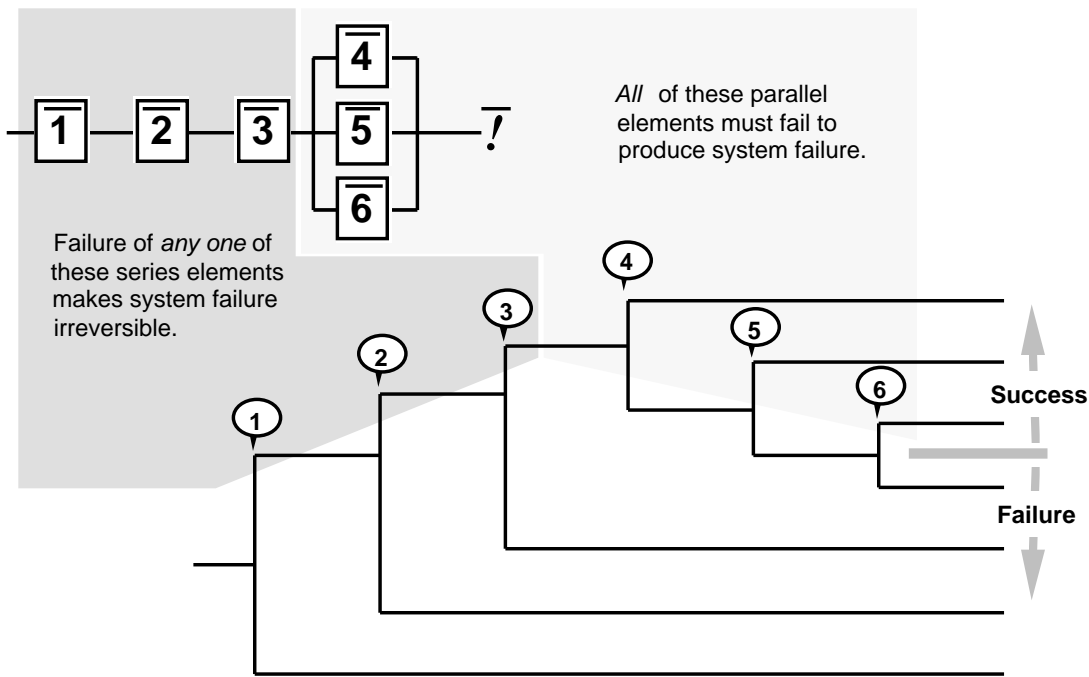 4̅
1̅ 2̅ 3̅ 5̅ !̅
6̅
All of these parallel
elements must fail to
produce system failure.
Failure of any one of
these series elements
makes system failure
irreversible.
4
3
5
2
6
Success
1
Failure